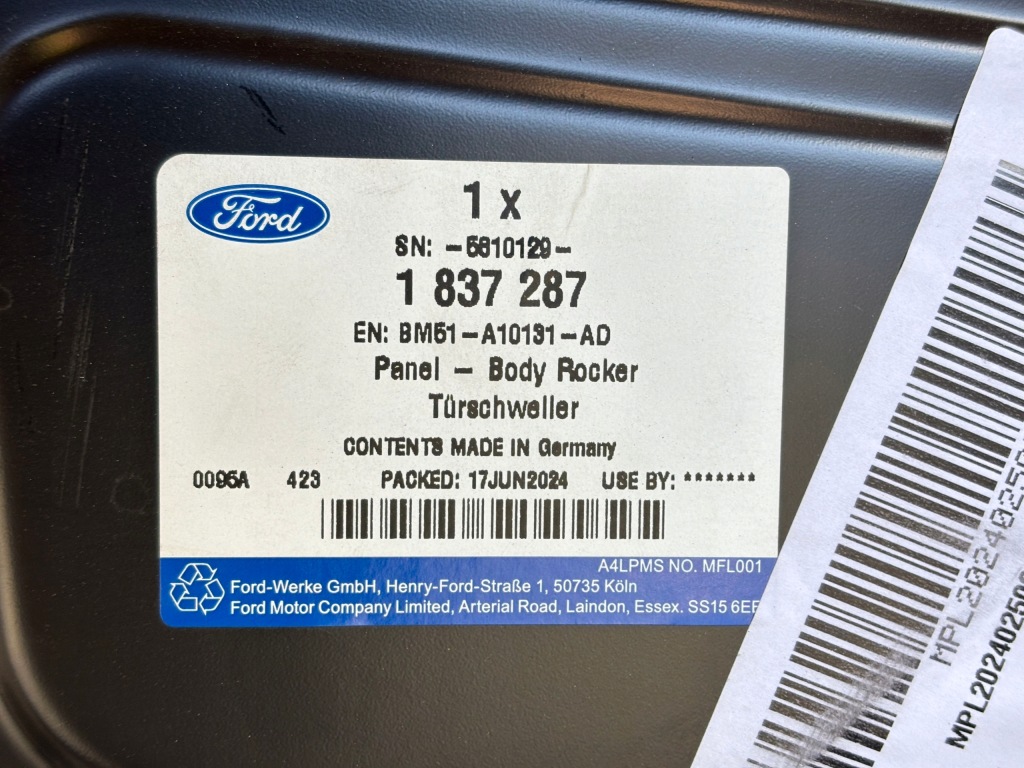 Ford
1 x
SN: -5810129-
1 837 287
EN: BM51-A10131-AD
Panel - Body Rocker
Türschweller
CONTENTS MADE IN Germany
0095A 423 PACKED: 17JUN2024 USE BY: *******
A4LPMS NO. MFL001
Ford-Werke GmbH, Henry-Ford-Straße 1, 50735 Köln
Ford Motor Company Limited, Arterial Road, Laindon, Essex. SS15 6EE
MPL20240250
MPL202402500